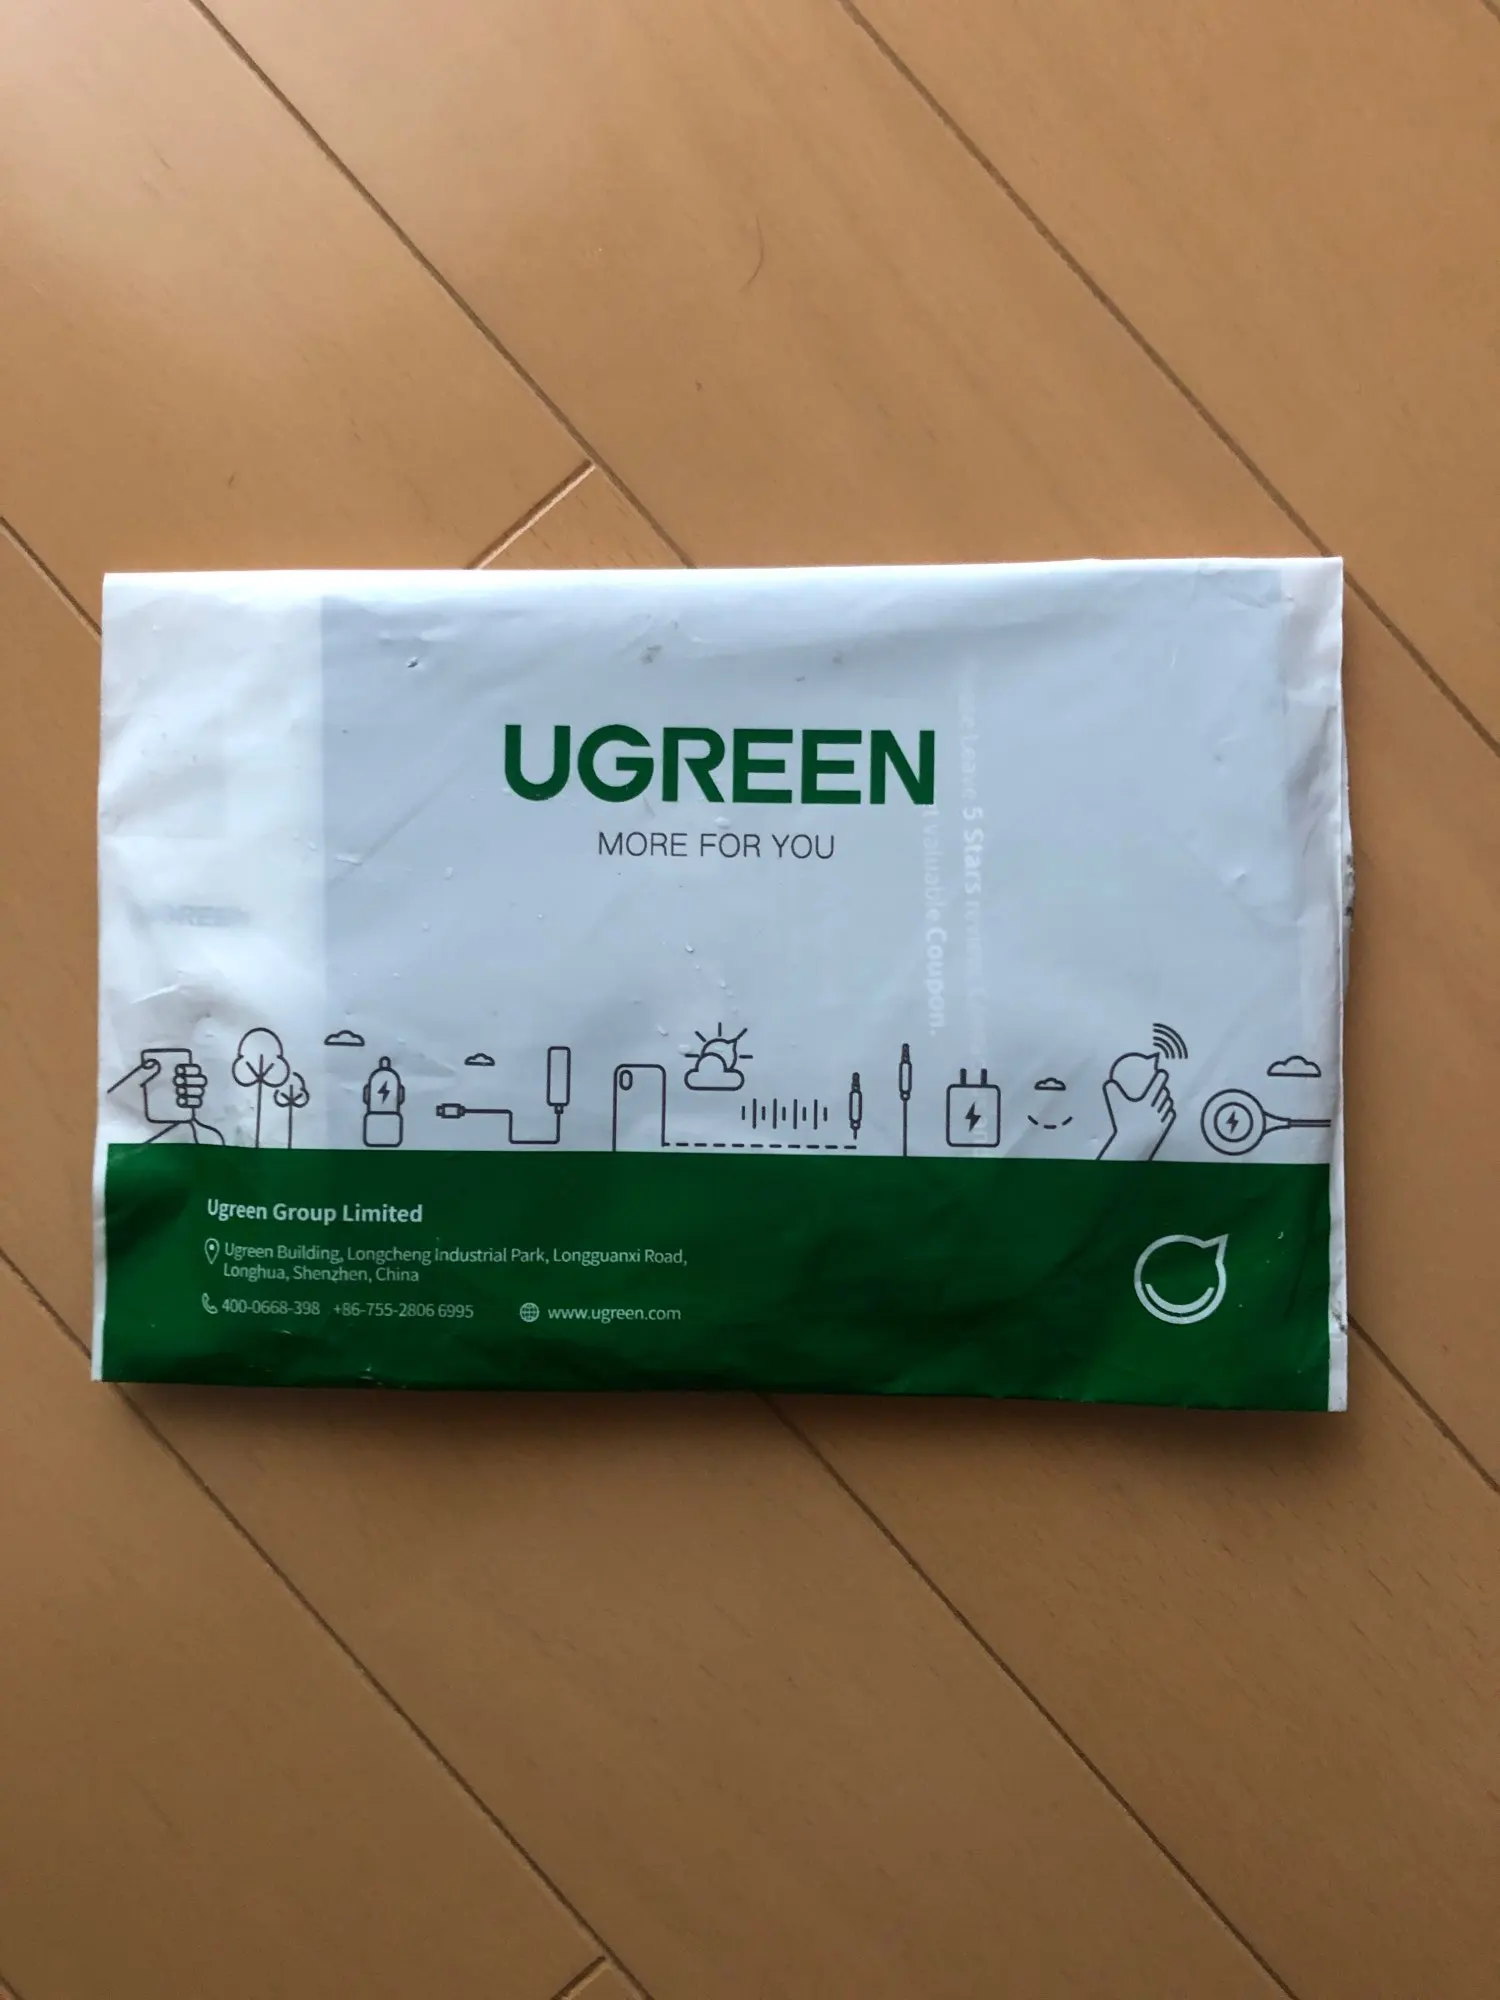 UGREEN
MORE FOR YOU
Leave 5 Stars
valuable Coupon.
Ugreen Group Limited
Ugreen Building, Longcheng Industrial Park, Longguanxi Road,
Longhua, Shenzhen, China
400-0668-398 +86-755-2806 6995 www.ugreen.com